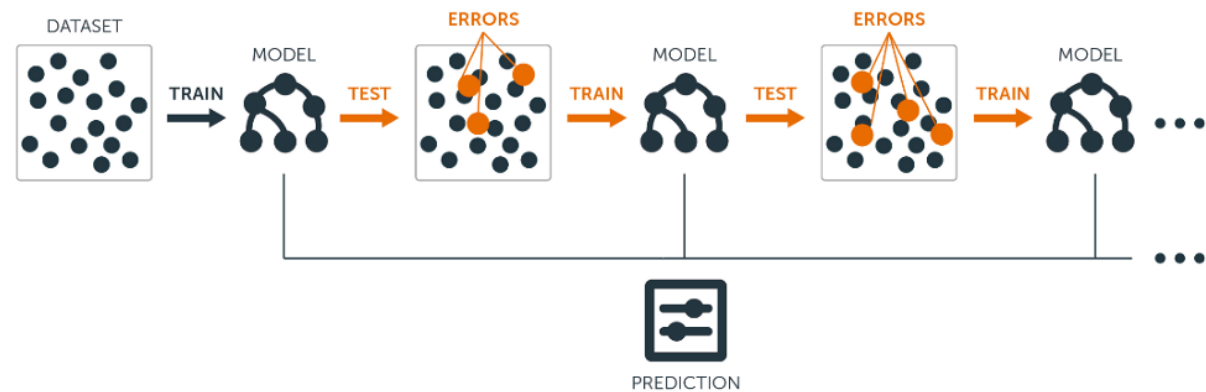 DATASET
MODEL
ERRORS
MODEL
ERRORS
MODEL
TRAIN
TEST
TRAIN
TEST
TRAIN
PREDICTION